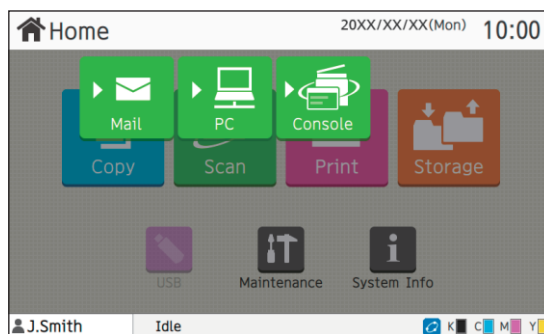 Home 20XX/XX/XX(Mon) 10:00
Mail PC Console
Copy Scan Print Storage
USB Maintenance System Info
J.Smith Idle K C M Y